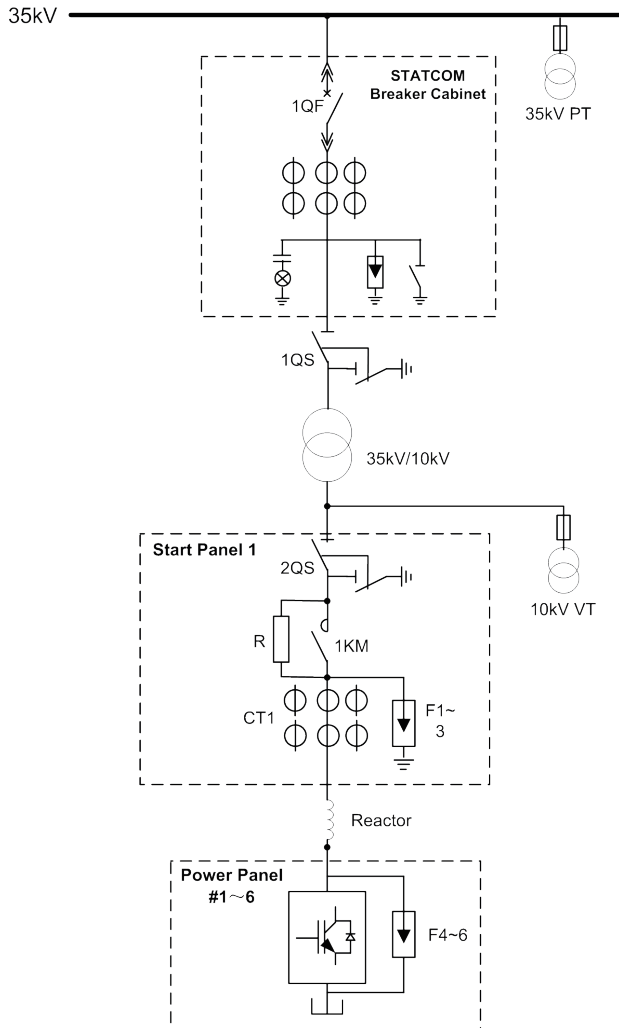 35kV
STATCOM
Breaker Cabinet
35kV PT
1QF
1QS
35kV/10kV
Start Panel 1
2QS
10kV VT
R
1KM
CT1
F1~
3
Reactor
Power Panel
#1～6
F4~6